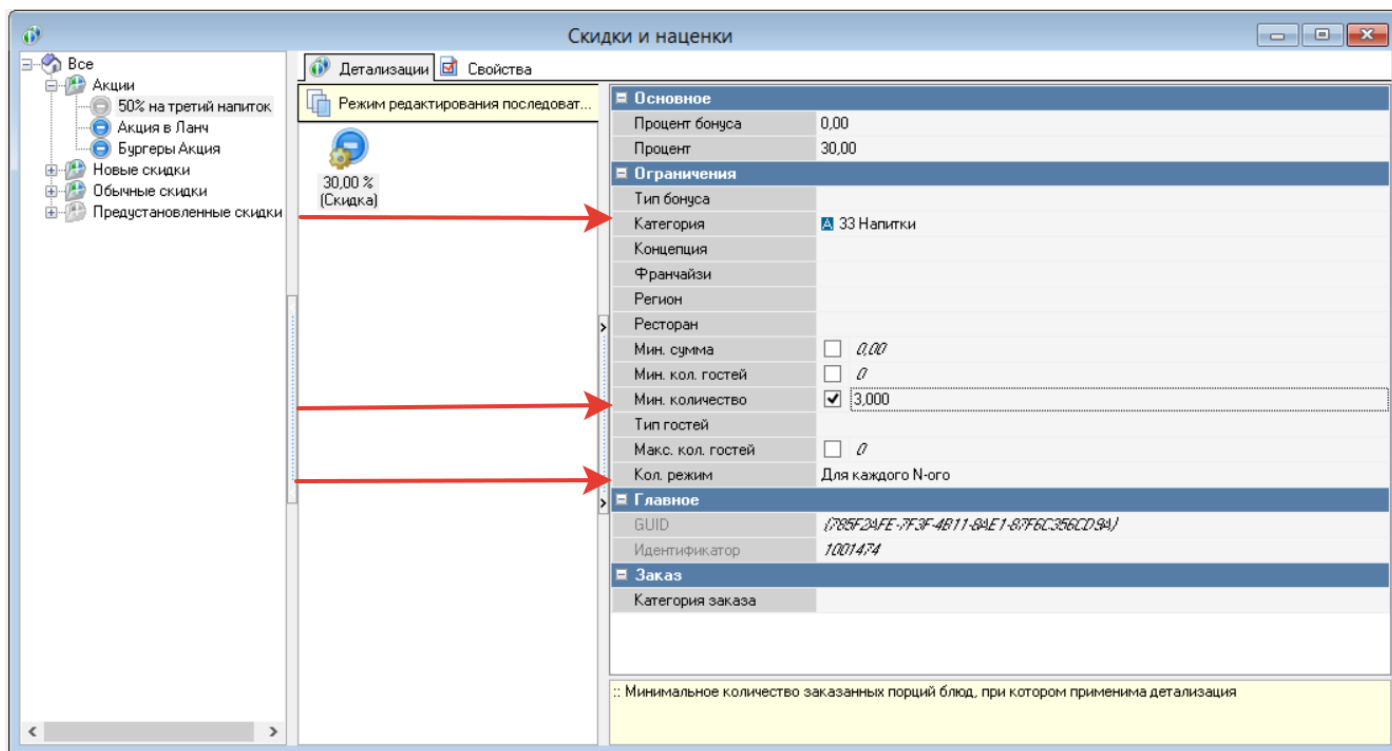 Скидки и наценки
Все
Акции
50% на третий напиток
Акция в Ланч
Бургеры Акция
Новые скидки
Обычные скидки
Предустановленные скидки
Детализации
Свойства
Режим редактирования последоват...
30,00 %
(Скидка)
Основное
Процент бонуса 0,00
Процент 30,00
Ограничения
Тип бонуса
Категория A 33 Напитки
Концепция
Франчайзи
Регион
Ресторан
Мин. сумма 0,00
Мин. кол. гостей 0
Мин. количество 3,000
Тип гостей
Макс. кол. гостей 0
Кол. режим Для каждого N-ого
Главное
GUID {785F2AFE-7F3F-4B11-8AE1-87F6C356CD9A}
Идентификатор 1001474
Заказ
Категория заказа
:: Минимальное количество заказанных порций блюд, при котором применима детализация